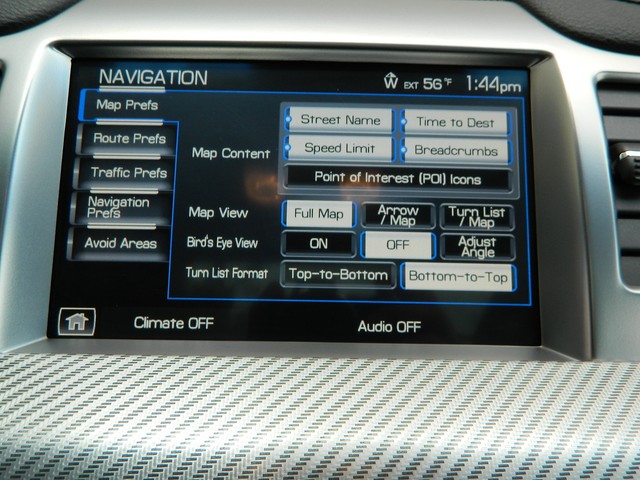 NAVIGATION W EXT 56°F 1:44pm
Map Prefs
Route Prefs
Traffic Prefs
Navigation
Prefs
Avoid Areas
Map Content
Street Name Time to Dest
Speed Limit Breadcrumbs
Point of Interest (POI) Icons
Map View Full Map Arrow / Map Turn List / Map
Bird's Eye View ON OFF Adjust Angle
Turn List Format Top-to-Bottom Bottom-to-Top
Climate OFF Audio OFF